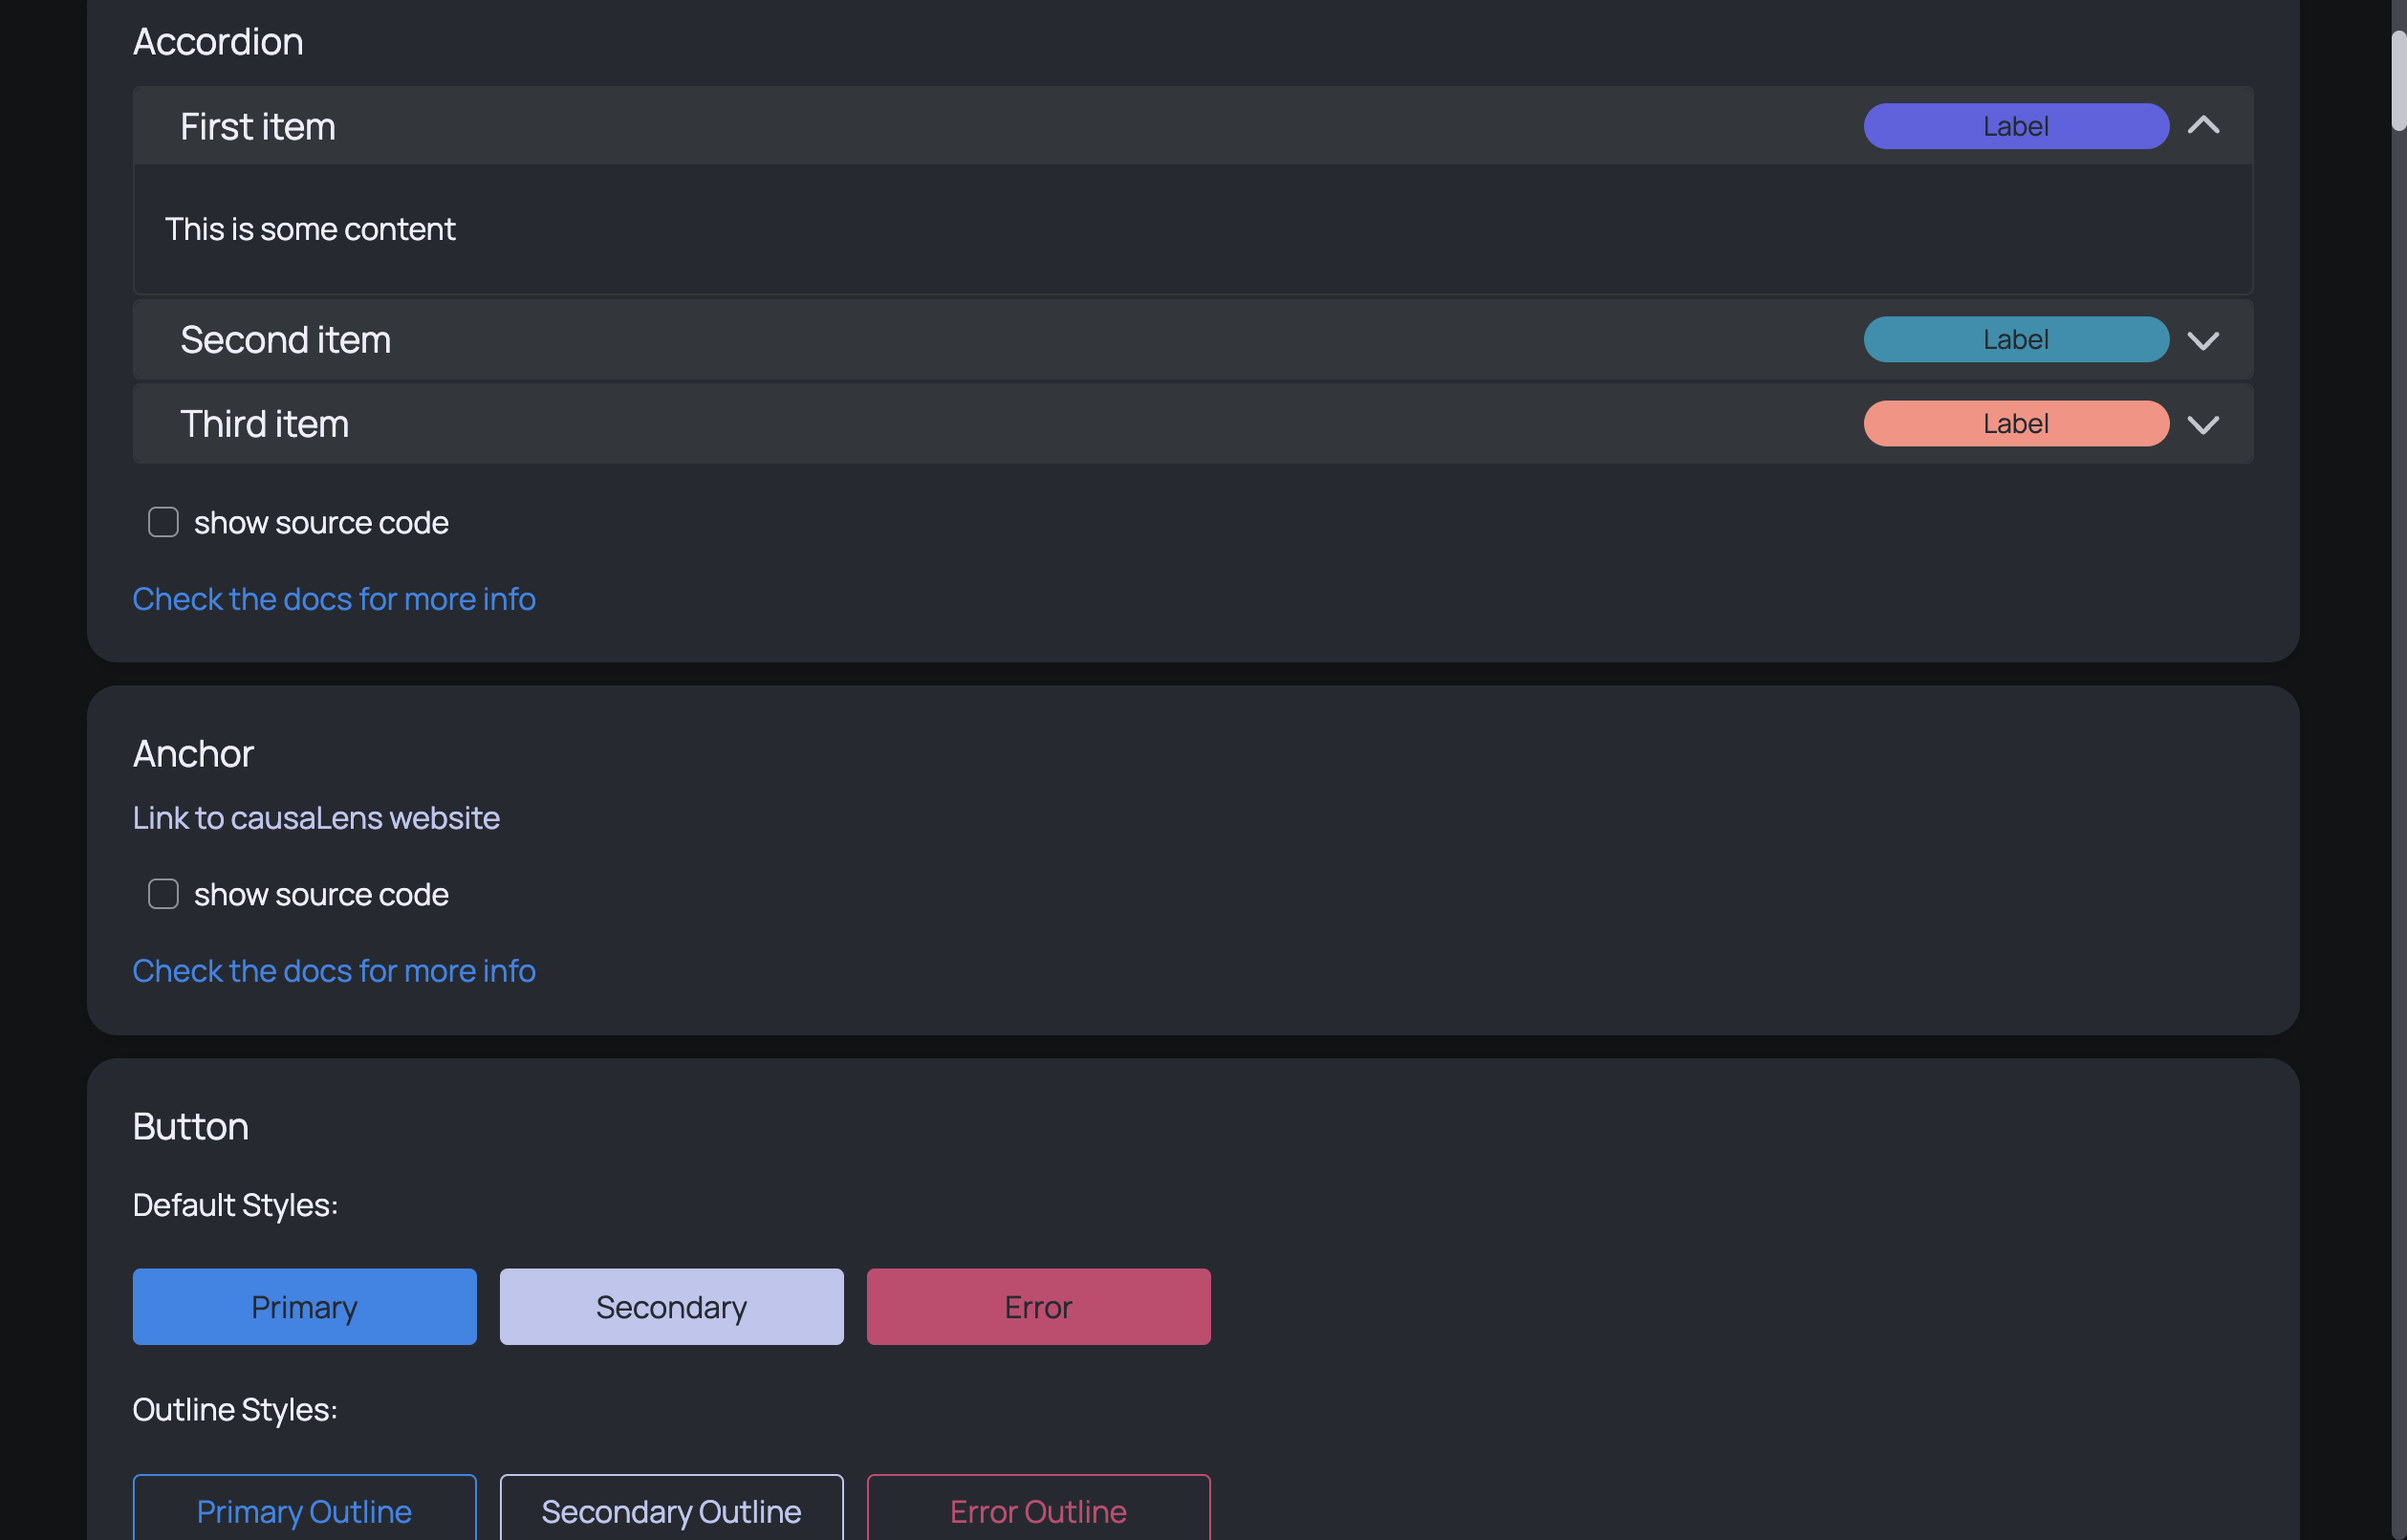 Accordion
First item Label
This is some content
Second item Label
Third item Label
show source code
Check the docs for more info
Anchor
Link to causaLens website
show source code
Check the docs for more info
Button
Default Styles:
Primary Secondary Error
Outline Styles:
Primary Outline Secondary Outline Error Outline